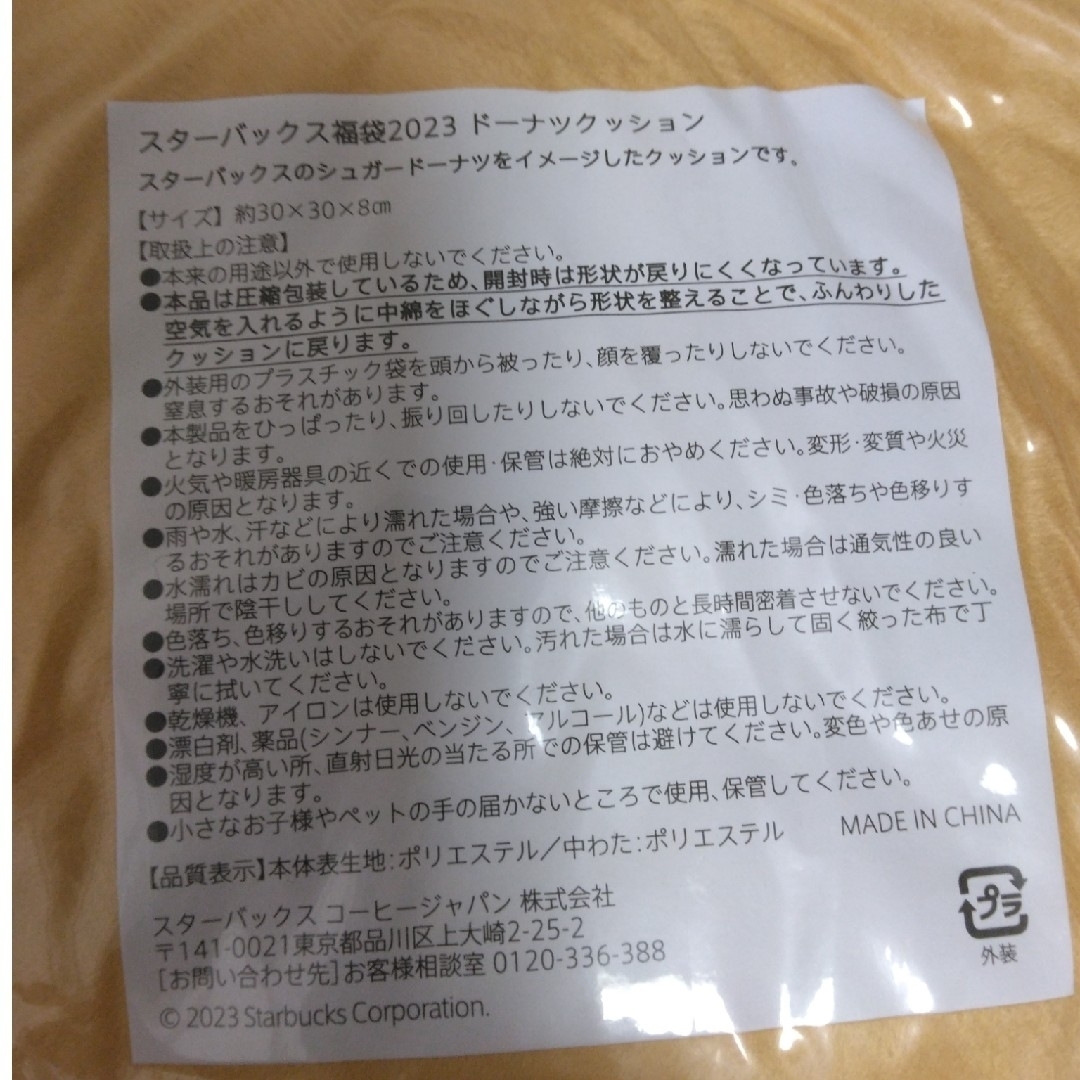 スターバックス福袋2023 ドーナツクッション
スターバックスのシュガードーナツをイメージしたクッションです。
【サイズ】約30×30×8㎝
【取扱上の注意】
●本来の用途以外で使用しないでください。
●本品は圧縮包装しているため、開封時は形状が戻りにくくなっています。
空気を入れるように中綿をほぐしながら形状を整えることで、ふんわりした
クッションに戻ります。
●外装用のプラスチック袋を頭から被ったり、顔を覆ったりしないでください。
窒息するおそれがあります。
●本製品をひっぱったり、振り回したりしないでください。思わぬ事故や破損の原因
となります。
●火気や暖房器具の近くでの使用・保管は絶対におやめください。変形・変質や火災
の原因となります。
●雨や水、汗などにより濡れた場合や、強い摩擦などにより、シミ・色落ちや色移りす
るおそれがありますのでご注意ください。
●水濡れはカビの原因となりますのでご注意ください。濡れた場合は通気性の良い
場所で陰干ししてください。
●色落ち、色移りするおそれがありますので、他のものと長時間密着させないでください。
●洗濯や水洗いはしないでください。汚れた場合は水に濡らして固く絞った布で丁
寧に拭いてください。
●乾燥機、アイロンは使用しないでください。
●漂白剤、薬品(シンナー、ベンジン、アルコール)などは使用しないでください。
●湿度が高い所、直射日光の当たる所での保管は避けてください。変色や色あせの原
因となります。
●小さなお子様やペットの手の届かないところで使用、保管してください。
【品質表示】本体表生地:ポリエステル/中わた:ポリエステル
MADE IN CHINA
スターバックス コーヒージャパン 株式会社
〒141-0021東京都品川区上大崎2-25-2
[お問い合わせ先]お客様相談室 0120-336-388
© 2023 Starbucks Corporation.
プラ
外装